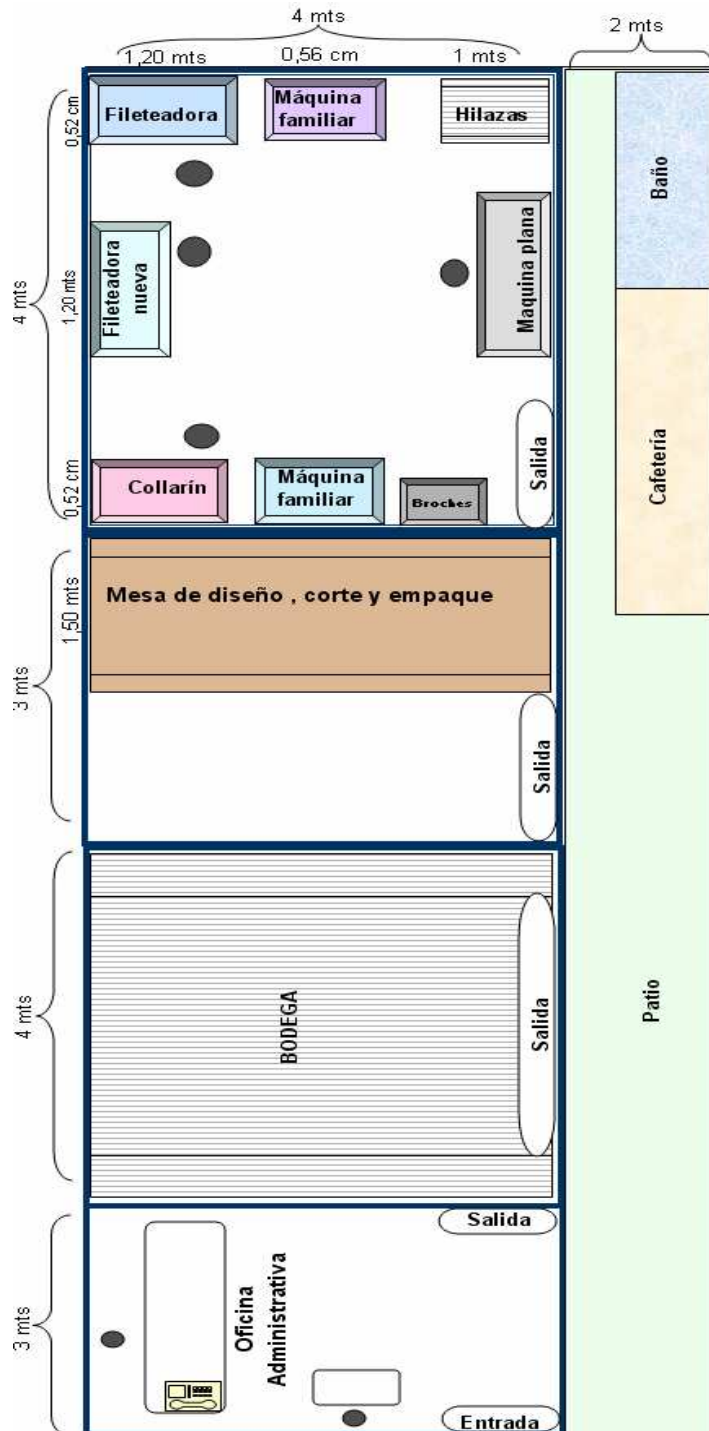 4 mts
2 mts
1,20 mts
0,56 cm
1 mts
0,52 cm
Fileteadora
Máquina
familiar
Hilazas
Baño
4 mts
1,20 mts
Fileteadora
nueva
Maquina plana
Cafetería
0,52 cm
Collarín
Máquina
familiar
Broches
Salida
1,50 mts
Mesa de diseño , corte y empaque
3 mts
Salida
4 mts
BODEGA
Salida
Patio
3 mts
Salida
Oficina
Administrativa
Entrada